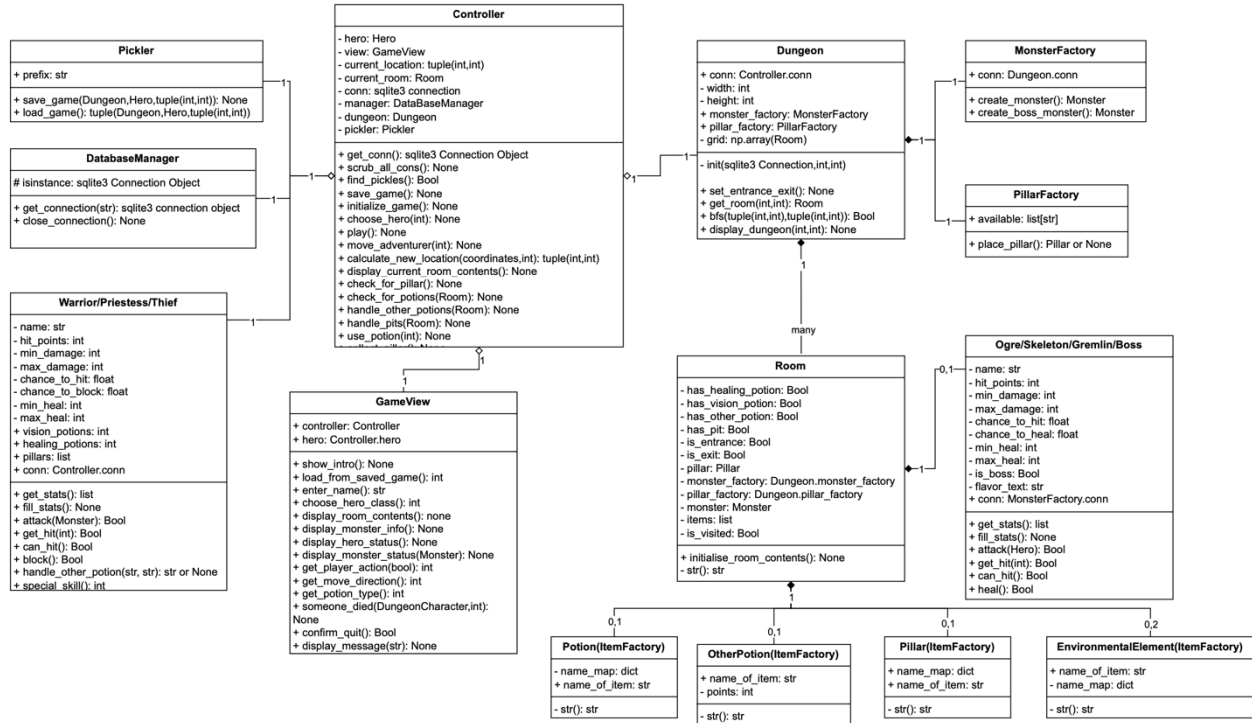 Pickler
+ prefix: str
+ save_game(Dungeon,Hero,tuple(int,int)): None
+ load_game(): tuple(Dungeon,Hero,tuple(int,int))
DatabaseManager
# isinstance: sqlite3 Connection Object
+ get_connection(str): sqlite3 connection object
+ close_connection(): None
Warrior/Priestess/Thief
- name: str
- hit_points: int
- min_damage: int
- max_damage: int
- chance_to_hit: float
- chance_to_block: float
- min_heal: int
- max_heal: int
+ vision_potions: int
+ healing_potions: int
+ pillars: list
+ conn: Controller.conn
+ get_stats(): list
+ fill_stats(): None
+ attack(Monster): Bool
+ get_hit(int): Bool
+ can_hit(): Bool
+ block(): Bool
+ handle_other_potion(str, str): str or None
+ special_skill(): int
1
1
1
1
Controller
- hero: Hero
- view: GameView
- current_location: tuple(int,int)
- current_room: Room
- conn: sqlite3 connection
- manager: DataBaseManager
- dungeon: Dungeon
- pickler: Pickler
+ get_conn(): sqlite3 Connection Object
+ scrub_all_cons(): None
+ find_pickles(): Bool
+ save_game(): None
+ initialize_game(): None
+ choose_hero(int): None
+ play(): None
+ move_adventurer(int): None
+ calculate_new_location(coordinates,int): tuple(int,int)
+ display_current_room_contents(): None
+ check_for_pillar(): None
+ check_for_potions(Room): None
+ handle_other_potions(Room): None
+ handle_pits(Room): None
+ use_potion(int): None
1
1
GameView
+ controller: Controller
+ hero: Controller.hero
+ show_intro(): None
+ load_from_saved_game(): int
+ enter_name(): str
+ choose_hero_class(): int
+ display_room_contents(): none
+ display_monster_info(): None
+ display_hero_status(): None
+ display_monster_status(Monster): None
+ get_player_action(bool): int
+ get_move_direction(): int
+ get_potion_type(): int
+ someone_died(DungeonCharacter,int):
None
+ confirm_quit(): Bool
+ display_message(str): None
1
1
Dungeon
+ conn: Controller.conn
- width: int
- height: int
+ monster_factory: MonsterFactory
+ pillar_factory: PillarFactory
- grid: np.array(Room)
- init(sqlite3 Connection,int,int)
+ set_entrance_exit(): None
+ get_room(int,int): Room
+ bfs(tuple(int,int),tuple(int,int)): Bool
+ display_dungeon(int,int): None
1
1
1
MonsterFactory
+ conn: Dungeon.conn
+ create_monster(): Monster
+ create_boss_monster(): Monster
PillarFactory
+ available: list[str]
+ place_pillar(): Pillar or None
1
many
Room
- has_healing_potion: Bool
- has_vision_potion: Bool
- has_other_potion: Bool
- has_pit: Bool
- is_entrance: Bool
- is_exit: Bool
- pillar: Pillar
- monster_factory: Dungeon.monster_factory
- pillar_factory: Dungeon.pillar_factory
- monster: Monster
- items: list
- is_visited: Bool
+ initialise_room_contents(): None
- str(): str
0,1
1
Ogre/Skeleton/Gremlin/Boss
- name: str
- hit_points: int
- min_damage: int
- max_damage: int
- chance_to_hit: float
- chance_to_heal: float
- min_heal: int
- max_heal: int
- is_boss: Bool
- flavor_text: str
+ conn: MonsterFactory.conn
+ get_stats(): list
+ fill_stats(): None
+ attack(Hero): Bool
+ get_hit(int): Bool
+ can_hit(): Bool
+ heal(): Bool
1
0,1
0,1
0,1
0,2
Potion(ItemFactory)
- name_map: dict
+ name_of_item: str
- str(): str
OtherPotion(ItemFactory)
+ name_of_item: str
- points: int
- str(): str
Pillar(ItemFactory)
+ name_map: dict
+ name_of_item: str
- str(): str
EnvironmentalElement(ItemFactory)
+ name_of_item: str
- name_map: dict
- str(): str